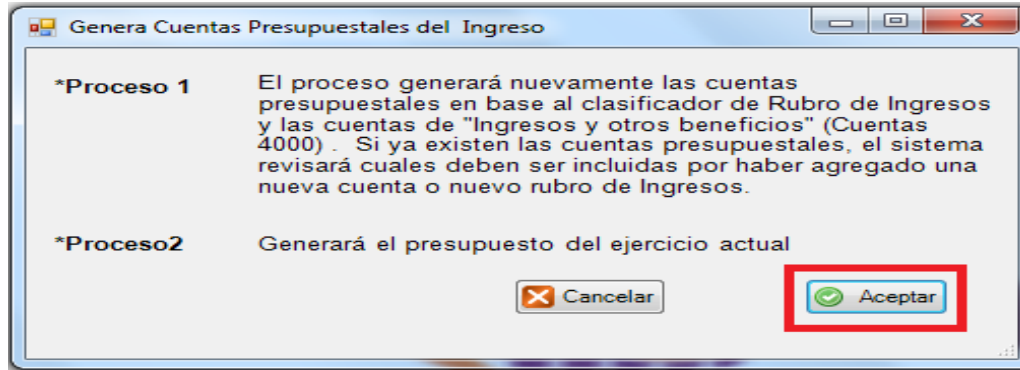 Genera Cuentas Presupuestales del  Ingreso
*Proceso 1
El proceso generará nuevamente las cuentas
presupuestales en base al clasificador de Rubro de Ingresos
y las cuentas de "Ingresos y otros beneficios" (Cuentas
4000) .  Si ya existen las cuentas presupuestales, el sistema
revisará cuales deben ser incluidas por haber agregado una
nueva cuenta o nuevo rubro de Ingresos.
*Proceso2
Generará el presupuesto del ejercicio actual
Cancelar
Aceptar